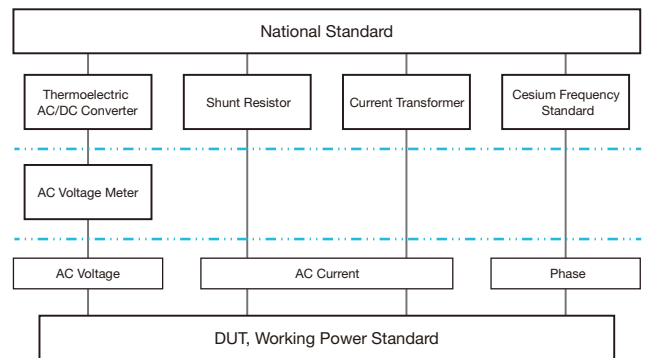 National Standard
Thermoelectric
AC/DC Converter
Shunt Resistor
Current Transformer
Cesium Frequency
Standard
AC Voltage Meter
AC Voltage
AC Current
Phase
DUT, Working Power Standard